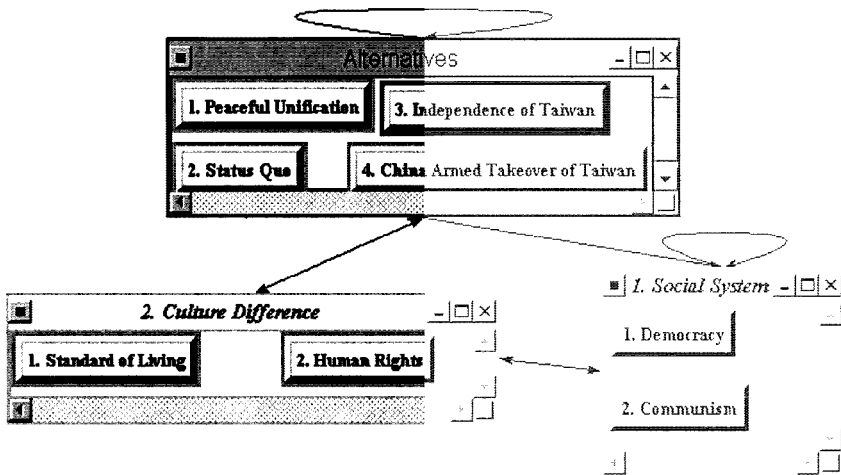 Alternatives
1. Peaceful Unification
3. Independence of Taiwan
2. Status Quo
4. China Armed Takeover of Taiwan
2. Culture Difference
1. Standard of Living
2. Human Rights
1. Social System
1. Democracy
2. Communism